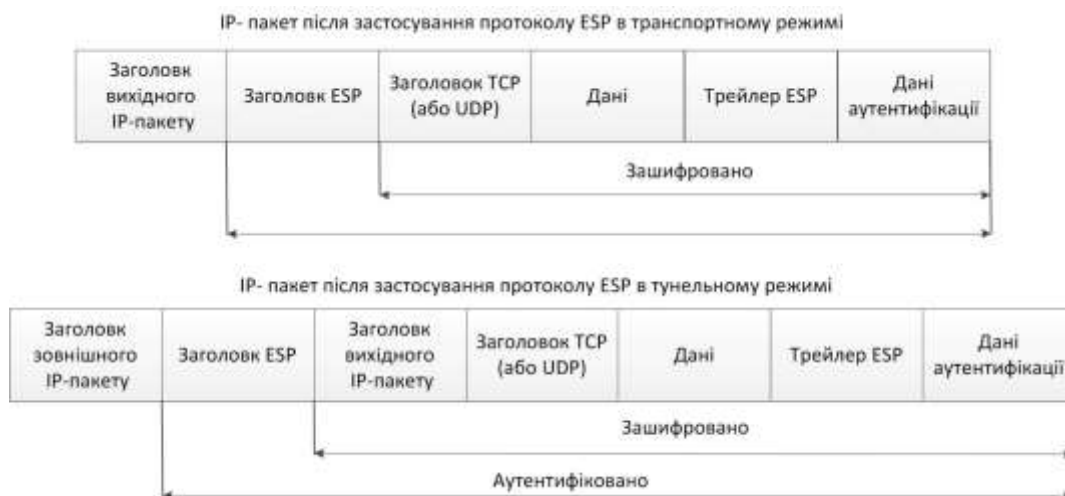 IP- пакет після застосування протоколу ESP в транспортному режимі
Заголовк
вихідного
IP-пакету
Заголовк ESP
Заголовок TCP
(або UDP)
Дані
Трейлер ESP
Дані
аутентифікації
Зашифровано
IP- пакет після застосування протоколу ESP в тунельному режимі
Заголовк
зовнішного
IP-пакету
Заголовк ESP
Заголовк
вихідного
IP-пакету
Заголовок TCP
(або UDP)
Дані
Трейлер ESP
Дані
аутентифікації
Зашифровано
Аутентифіковано